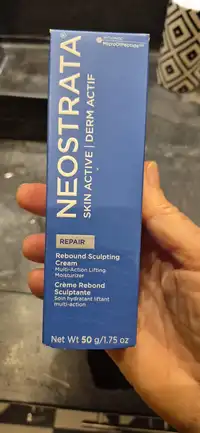 NEOSTRATA®
SKIN ACTIVE | DERM ACTIF
REPAIR
Rebound Sculpting
Cream
Multi-Action Lifting
Moisturizer
Crème Rebond
Sculptante
Soin hydratant liftant
multi-action
Net Wt 50 g/1.75 oz